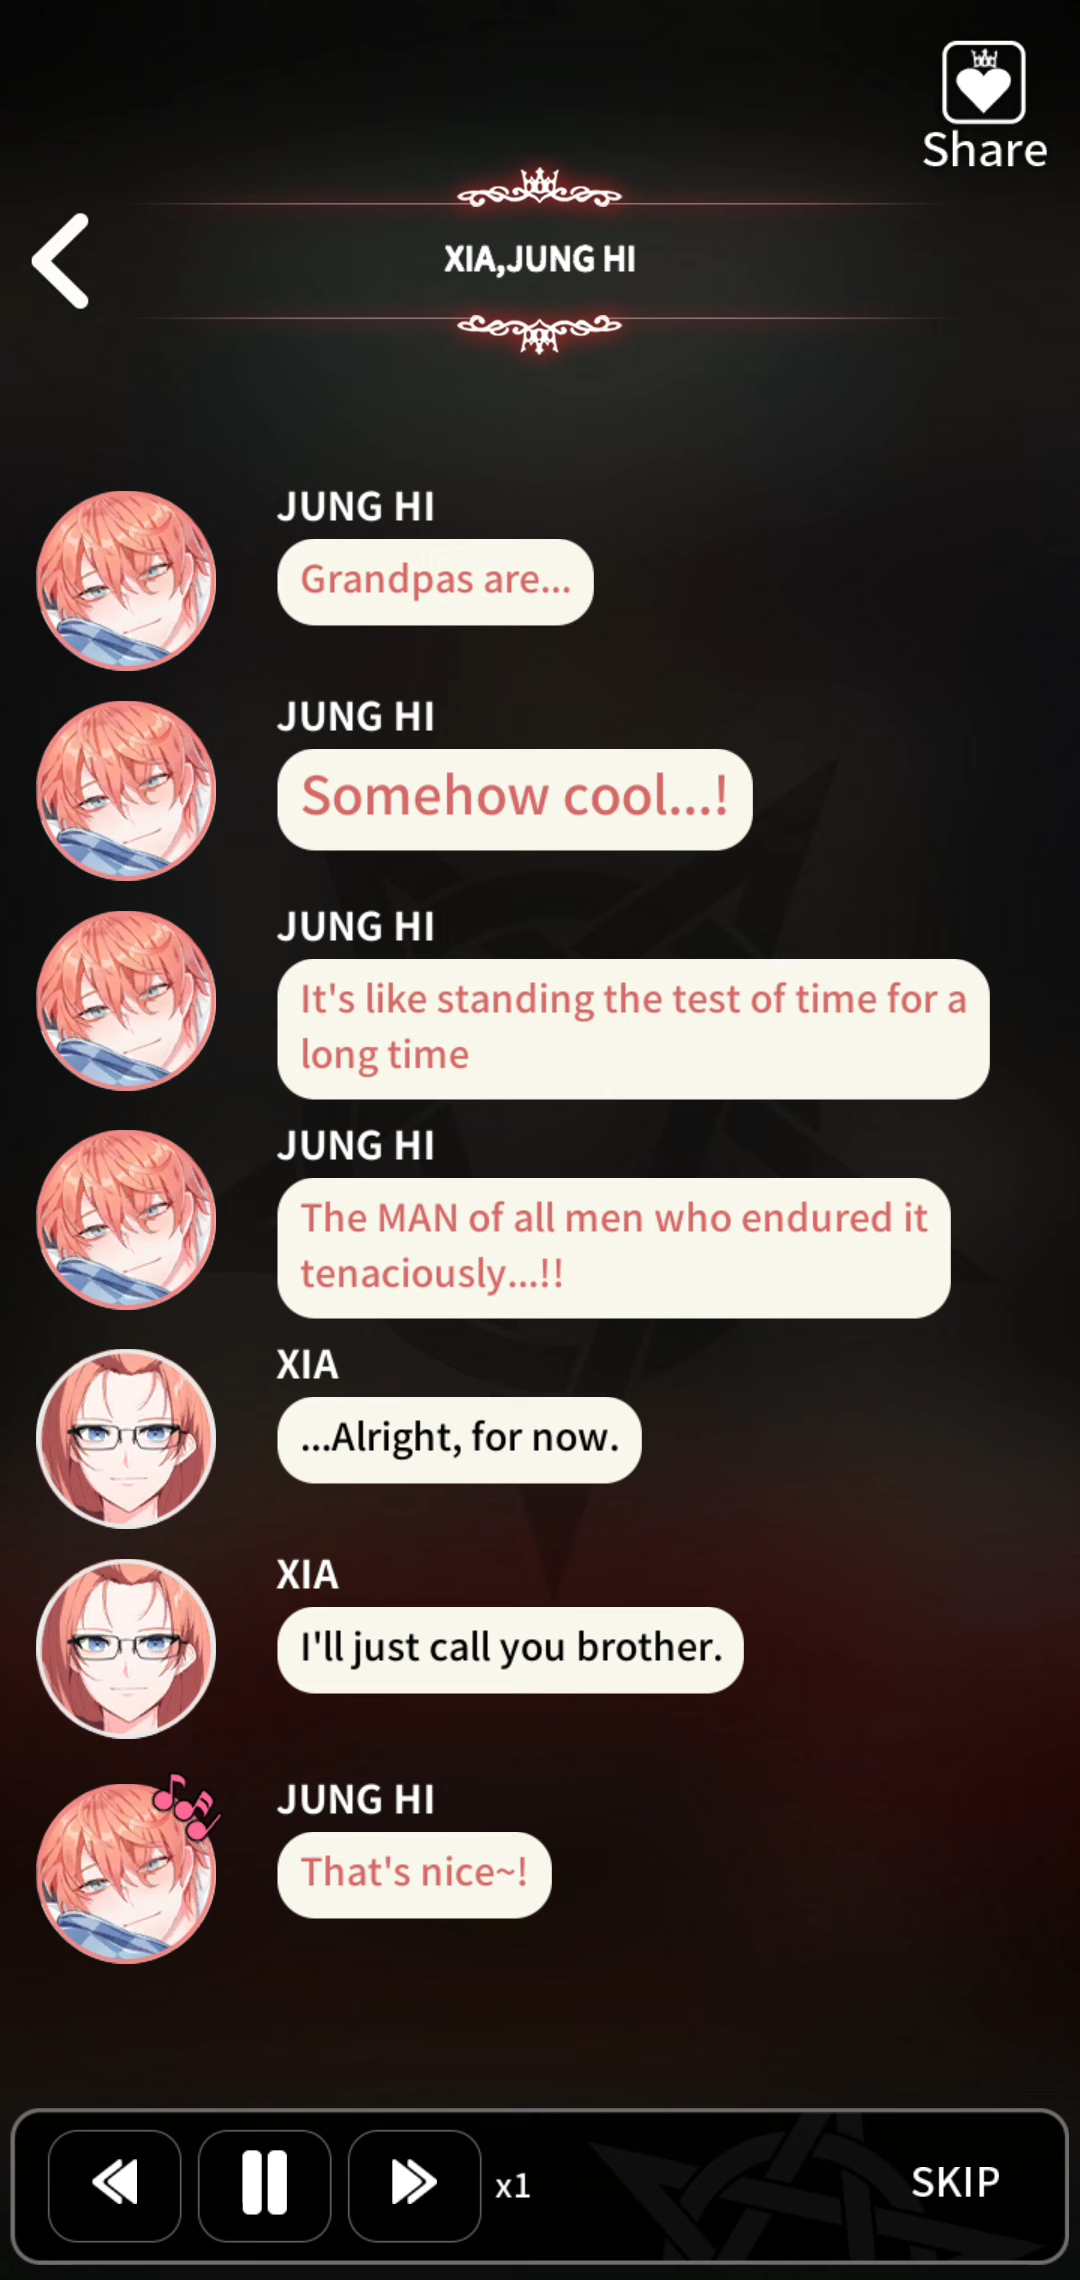 Share
XIA,JUNG HI
JUNG HI
Grandpas are...
JUNG HI
Somehow cool...!
JUNG HI
It's like standing the test of time for a
long time
JUNG HI
The MAN of all men who endured it
tenaciously...!!
XIA
...Alright, for now.
XIA
I'll just call you brother.
JUNG HI
That's nice~!
x1
SKIP